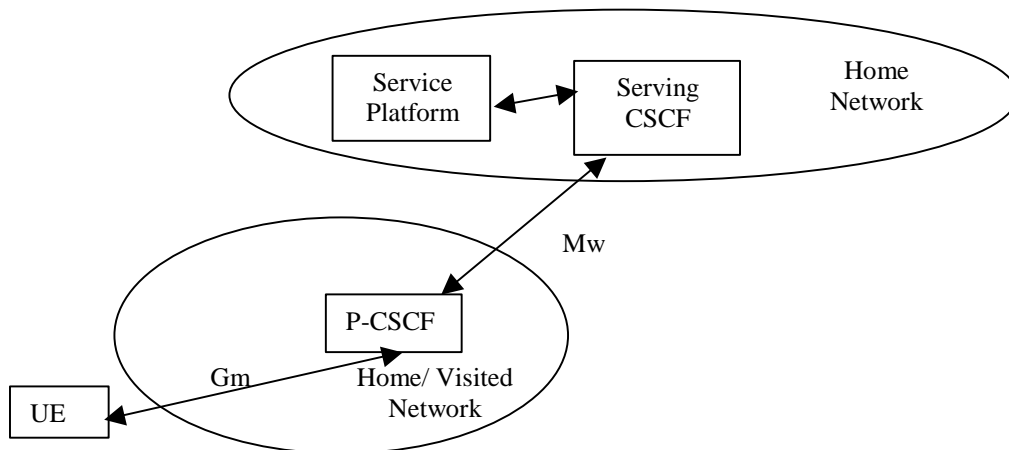 Service
Platform
Serving
CSCF
Home
Network
Mw
P-CSCF
Gm
Home/ Visited
Network
UE